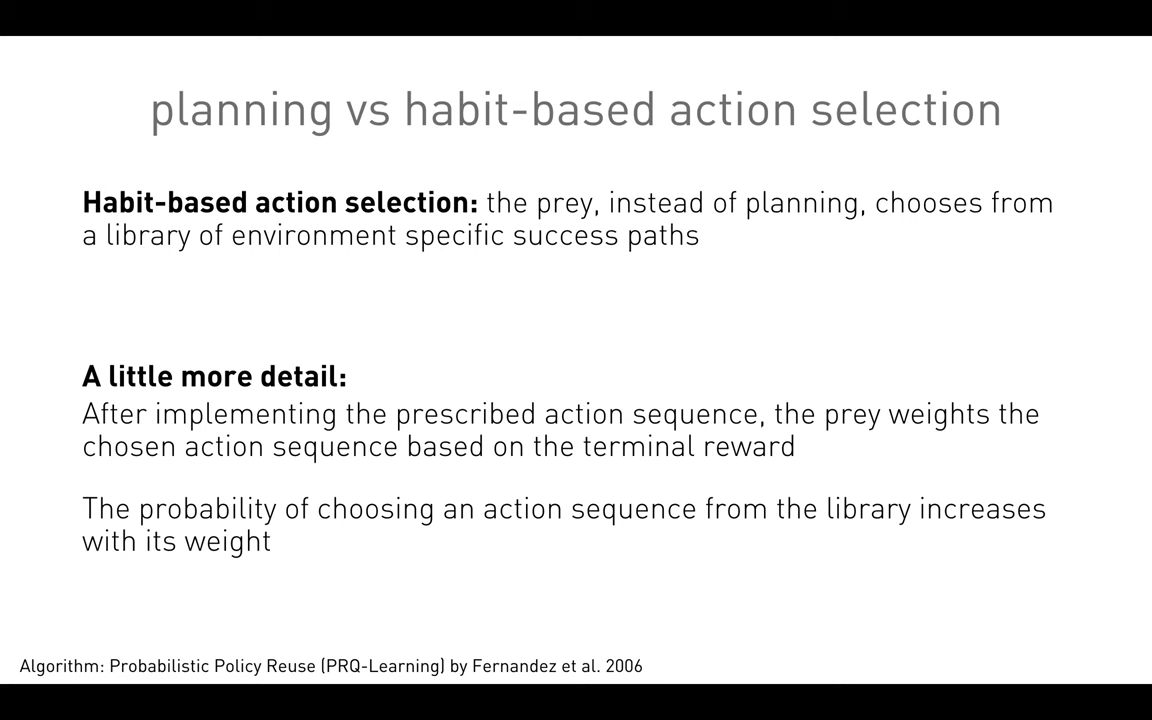 planning vs habit-based action selection
Habit-based action selection: the prey, instead of planning, chooses from
a library of environment specific success paths
A little more detail:
After implementing the prescribed action sequence, the prey weights the
chosen action sequence based on the terminal reward
The probability of choosing an action sequence from the library increases
with its weight
Algorithm: Probabilistic Policy Reuse (PRQ-Learning) by Fernandez et al. 2006